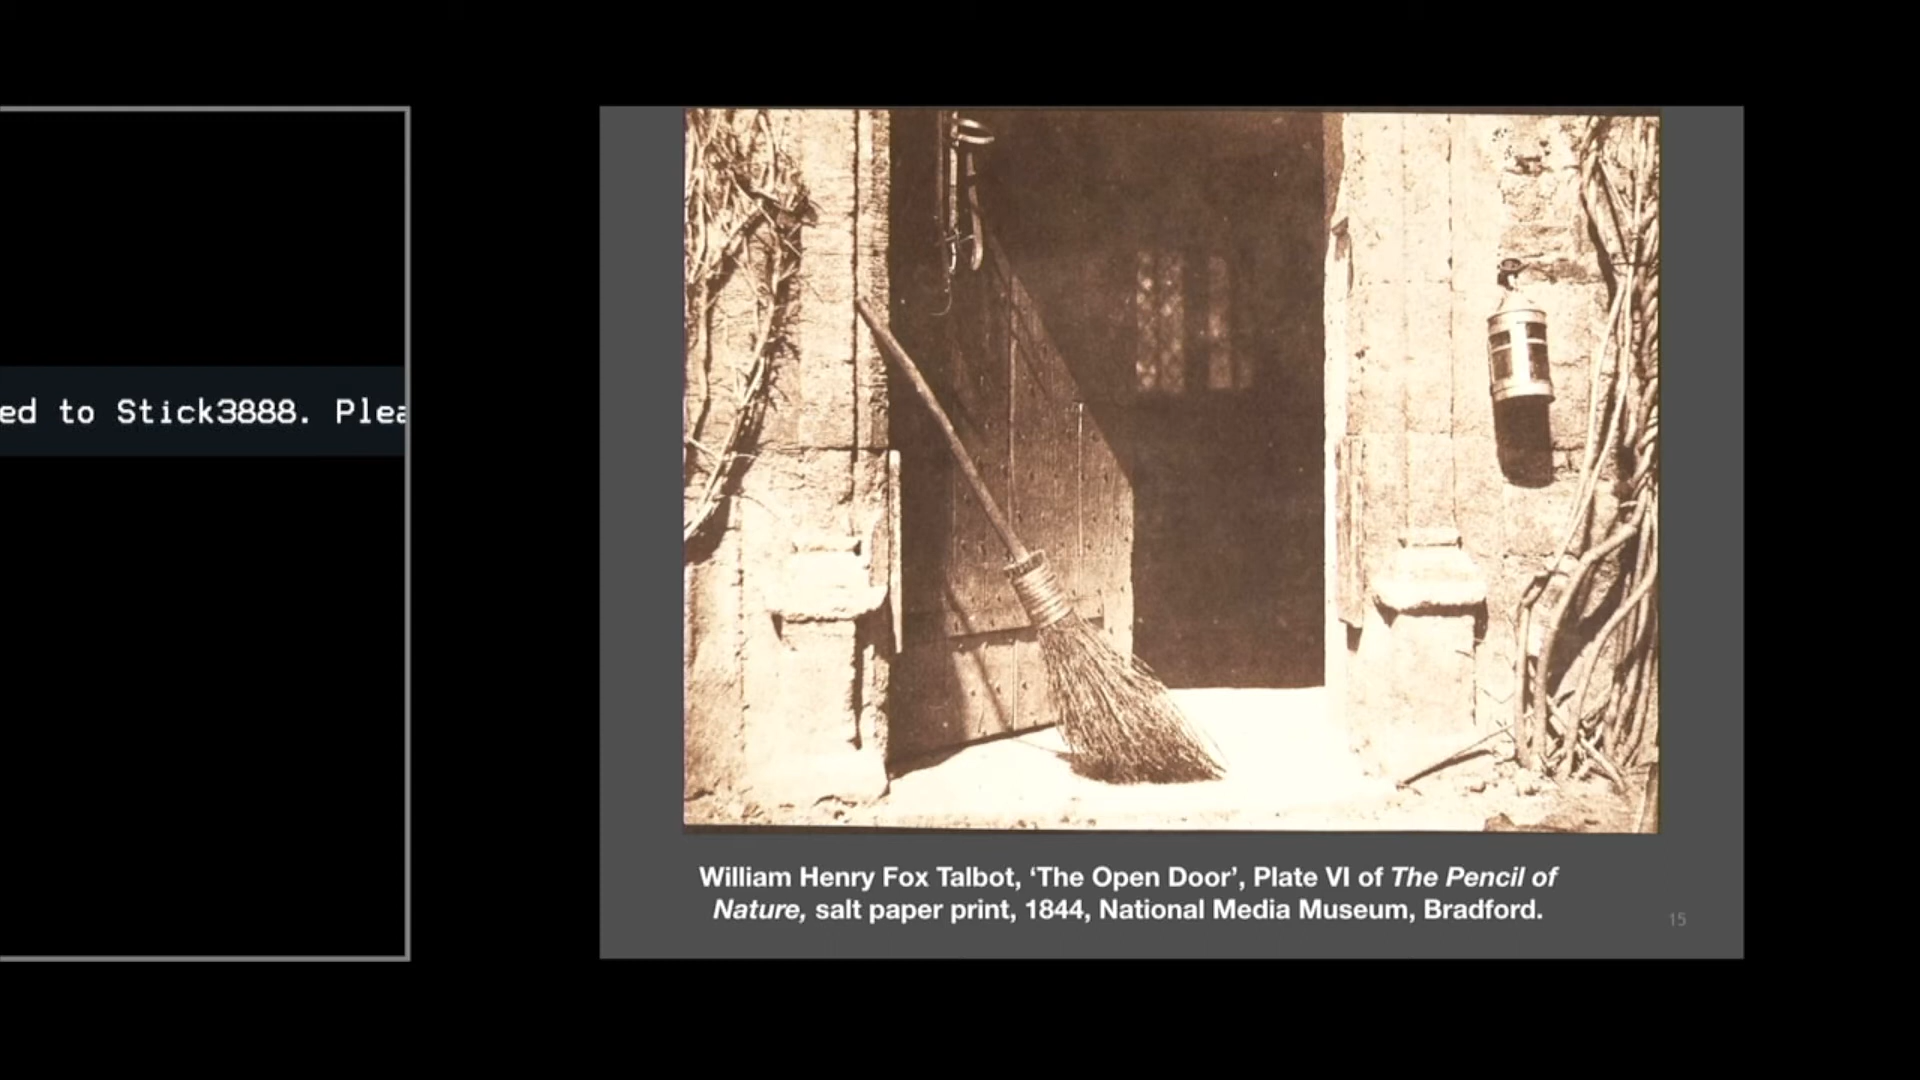 ed to Stick3888. Plea
William Henry Fox Talbot, ‘The Open Door’, Plate VI of The Pencil of
Nature, salt paper print, 1844, National Media Museum, Bradford.
15